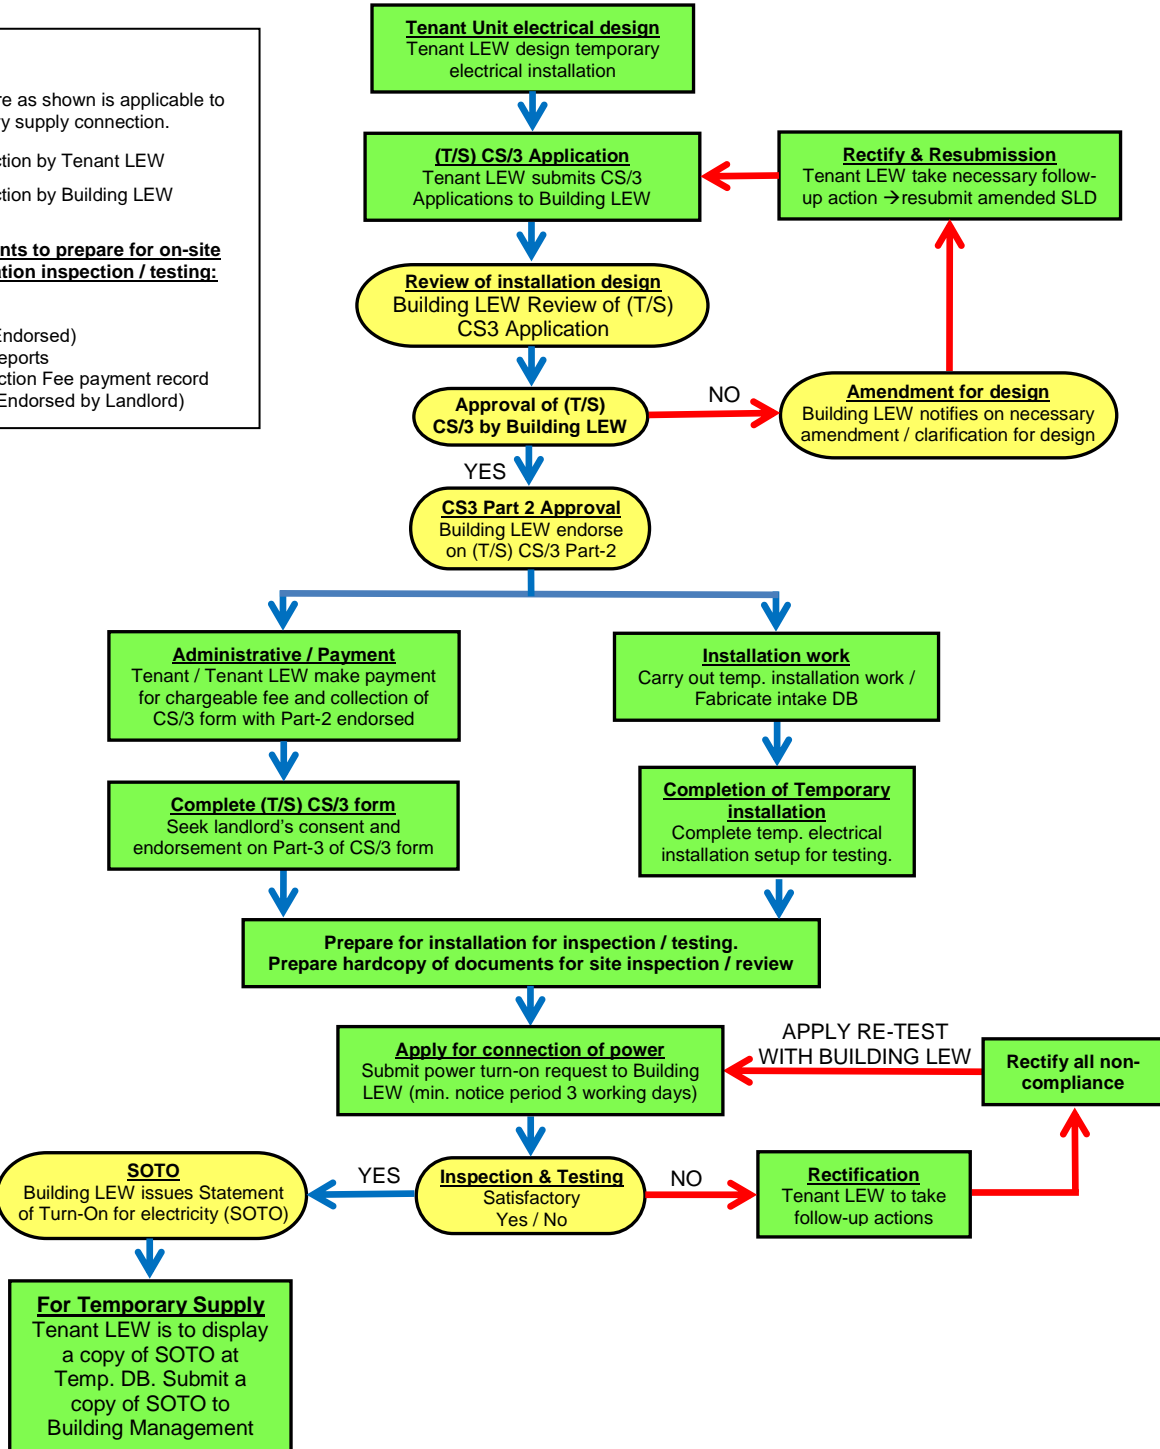 Tenant Unit electrical design
Tenant LEW design temporary
electrical installation
re as shown is applicable to
ry supply connection.
ction by Tenant LEW
ction by Building LEW
nts to prepare for on-site
ation inspection / testing:
Endorsed)
eports
ction Fee payment record
Endorsed by Landlord)
(T/S) CS/3 Application
Tenant LEW submits CS/3
Applications to Building LEW
Rectify & Resubmission
Tenant LEW take necessary follow-
up action →resubmit amended SLD
Review of installation design
Building LEW Review of (T/S)
CS3 Application
Approval of (T/S)
CS/3 by Building LEW
NO
Amendment for design
Building LEW notifies on necessary
amendment / clarification for design
YES
CS3 Part 2 Approval
Building LEW endorse
on (T/S) CS/3 Part-2
Administrative / Payment
Tenant / Tenant LEW make payment
for chargeable fee and collection of
CS/3 form with Part-2 endorsed
Installation work
Carry out temp. installation work /
Fabricate intake DB
Complete (T/S) CS/3 form
Seek landlord's consent and
endorsement on Part-3 of CS/3 form
Completion of Temporary
installation
Complete temp. electrical
installation setup for testing.
Prepare for installation for inspection / testing.
Prepare hardcopy of documents for site inspection / review
Apply for connection of power
Submit power turn-on request to Building
LEW (min. notice period 3 working days)
APPLY RE-TEST
WITH BUILDING LEW
Rectify all non-
compliance
SOTO
Building LEW issues Statement
of Turn-On for electricity (SOTO)
YES
Inspection & Testing
Satisfactory
Yes / No
NO
Rectification
Tenant LEW to take
follow-up actions
For Temporary Supply
Tenant LEW is to display
a copy of SOTO at
Temp. DB. Submit a
copy of SOTO to
Building Management